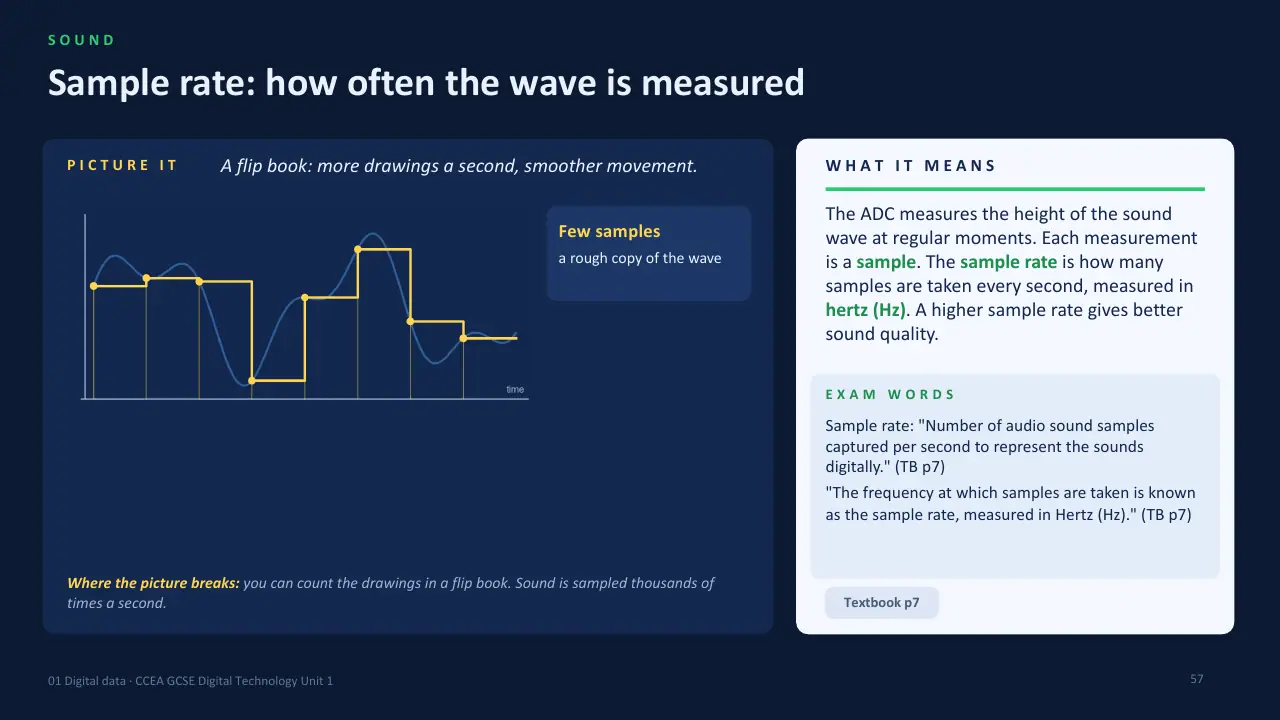 SOUND
Sample rate: how often the wave is measured
PICTURE IT
A flip book: more drawings a second, smoother movement.
Few samples
a rough copy of the wave
time
Where the picture breaks: you can count the drawings in a flip book. Sound is sampled thousands of
times a second.
WHAT IT MEANS
The ADC measures the height of the sound
wave at regular moments. Each measurement
is a sample. The sample rate is how many
samples are taken every second, measured in
hertz (Hz). A higher sample rate gives better
sound quality.
EXAM WORDS
Sample rate: "Number of audio sound samples
captured per second to represent the sounds
digitally." (TB p7)
"The frequency at which samples are taken is known
as the sample rate, measured in Hertz (Hz)." (TB p7)
Textbook p7
01 Digital data · CCEA GCSE Digital Technology Unit 1
57